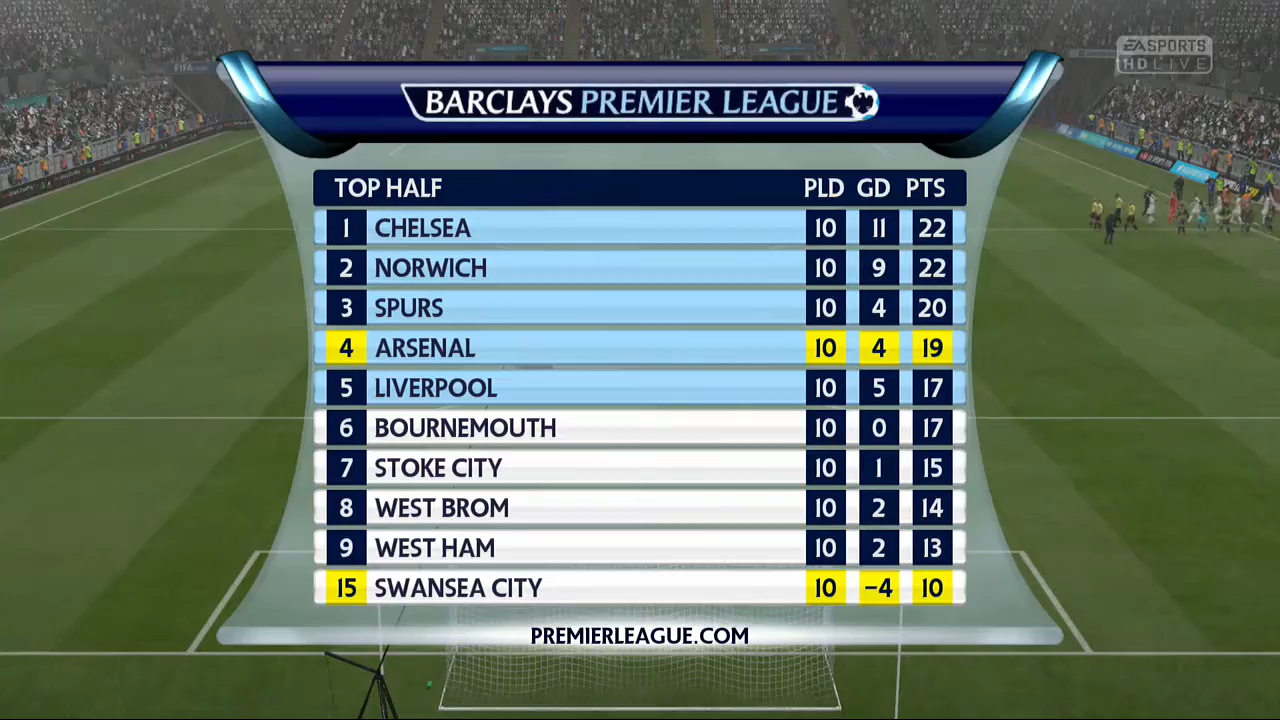 EA SPORTS
HD LIVE
FIFA
BARCLAYS PREMIER LEAGUE
TOP HALF PLD GD PTS
1 CHELSEA 10 11 22
2 NORWICH 10 9 22
3 SPURS 10 4 20
4 ARSENAL 10 4 19
5 LIVERPOOL 10 5 17
6 BOURNEMOUTH 10 0 17
7 STOKE CITY 10 1 15
8 WEST BROM 10 2 14
9 WEST HAM 10 2 13
15 SWANSEA CITY 10 -4 10
PREMIERLEAGUE.COM